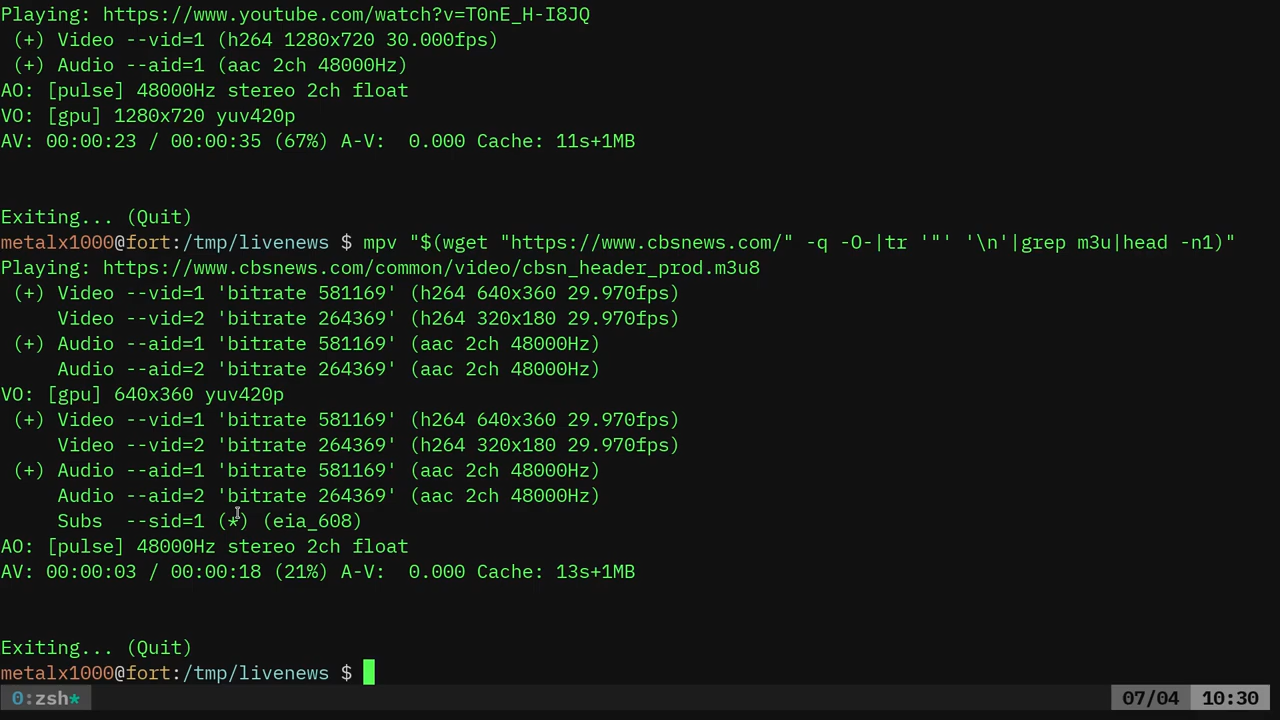 Playing: https://www.youtube.com/watch?v=T0nE_H-I8JQ
 (+) Video --vid=1 (h264 1280x720 30.000fps)
 (+) Audio --aid=1 (aac 2ch 48000Hz)
AO: [pulse] 48000Hz stereo 2ch float
VO: [gpu] 1280x720 yuv420p
AV: 00:00:23 / 00:00:35 (67%) A-V:  0.000 Cache: 11s+1MB
Exiting... (Quit)
metalx1000@fort:/tmp/livenews $ mpv "$(wget "https://www.cbsnews.com/" -q -O-|tr '"' '\n'|grep m3u|head -n1)"
Playing: https://www.cbsnews.com/common/video/cbsn_header_prod.m3u8
 (+) Video --vid=1 'bitrate 581169' (h264 640x360 29.970fps)
     Video --vid=2 'bitrate 264369' (h264 320x180 29.970fps)
 (+) Audio --aid=1 'bitrate 581169' (aac 2ch 48000Hz)
     Audio --aid=2 'bitrate 264369' (aac 2ch 48000Hz)
VO: [gpu] 640x360 yuv420p
 (+) Video --vid=1 'bitrate 581169' (h264 640x360 29.970fps)
     Video --vid=2 'bitrate 264369' (h264 320x180 29.970fps)
 (+) Audio --aid=1 'bitrate 581169' (aac 2ch 48000Hz)
     Audio --aid=2 'bitrate 264369' (aac 2ch 48000Hz)
     Subs  --sid=1 (*) (eia_608)
AO: [pulse] 48000Hz stereo 2ch float
AV: 00:00:03 / 00:00:18 (21%) A-V:  0.000 Cache: 13s+1MB
Exiting... (Quit)
metalx1000@fort:/tmp/livenews $
0:zsh* 07/04 10:30